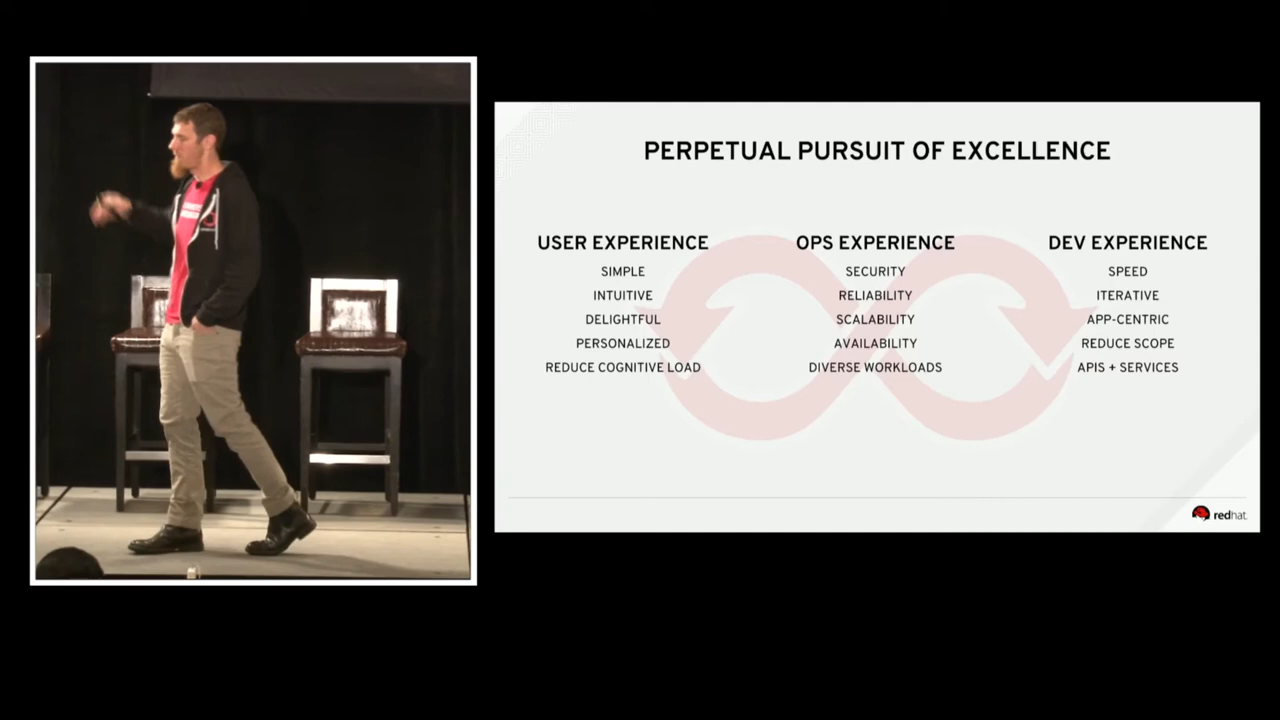 PERPETUAL PURSUIT OF EXCELLENCE
USER EXPERIENCE
SIMPLE
INTUITIVE
DELIGHTFUL
PERSONALIZED
REDUCE COGNITIVE LOAD
OPS EXPERIENCE
SECURITY
RELIABILITY
SCALABILITY
AVAILABILITY
DIVERSE WORKLOADS
DEV EXPERIENCE
SPEED
ITERATIVE
APP-CENTRIC
REDUCE SCOPE
APIS + SERVICES
redhat.